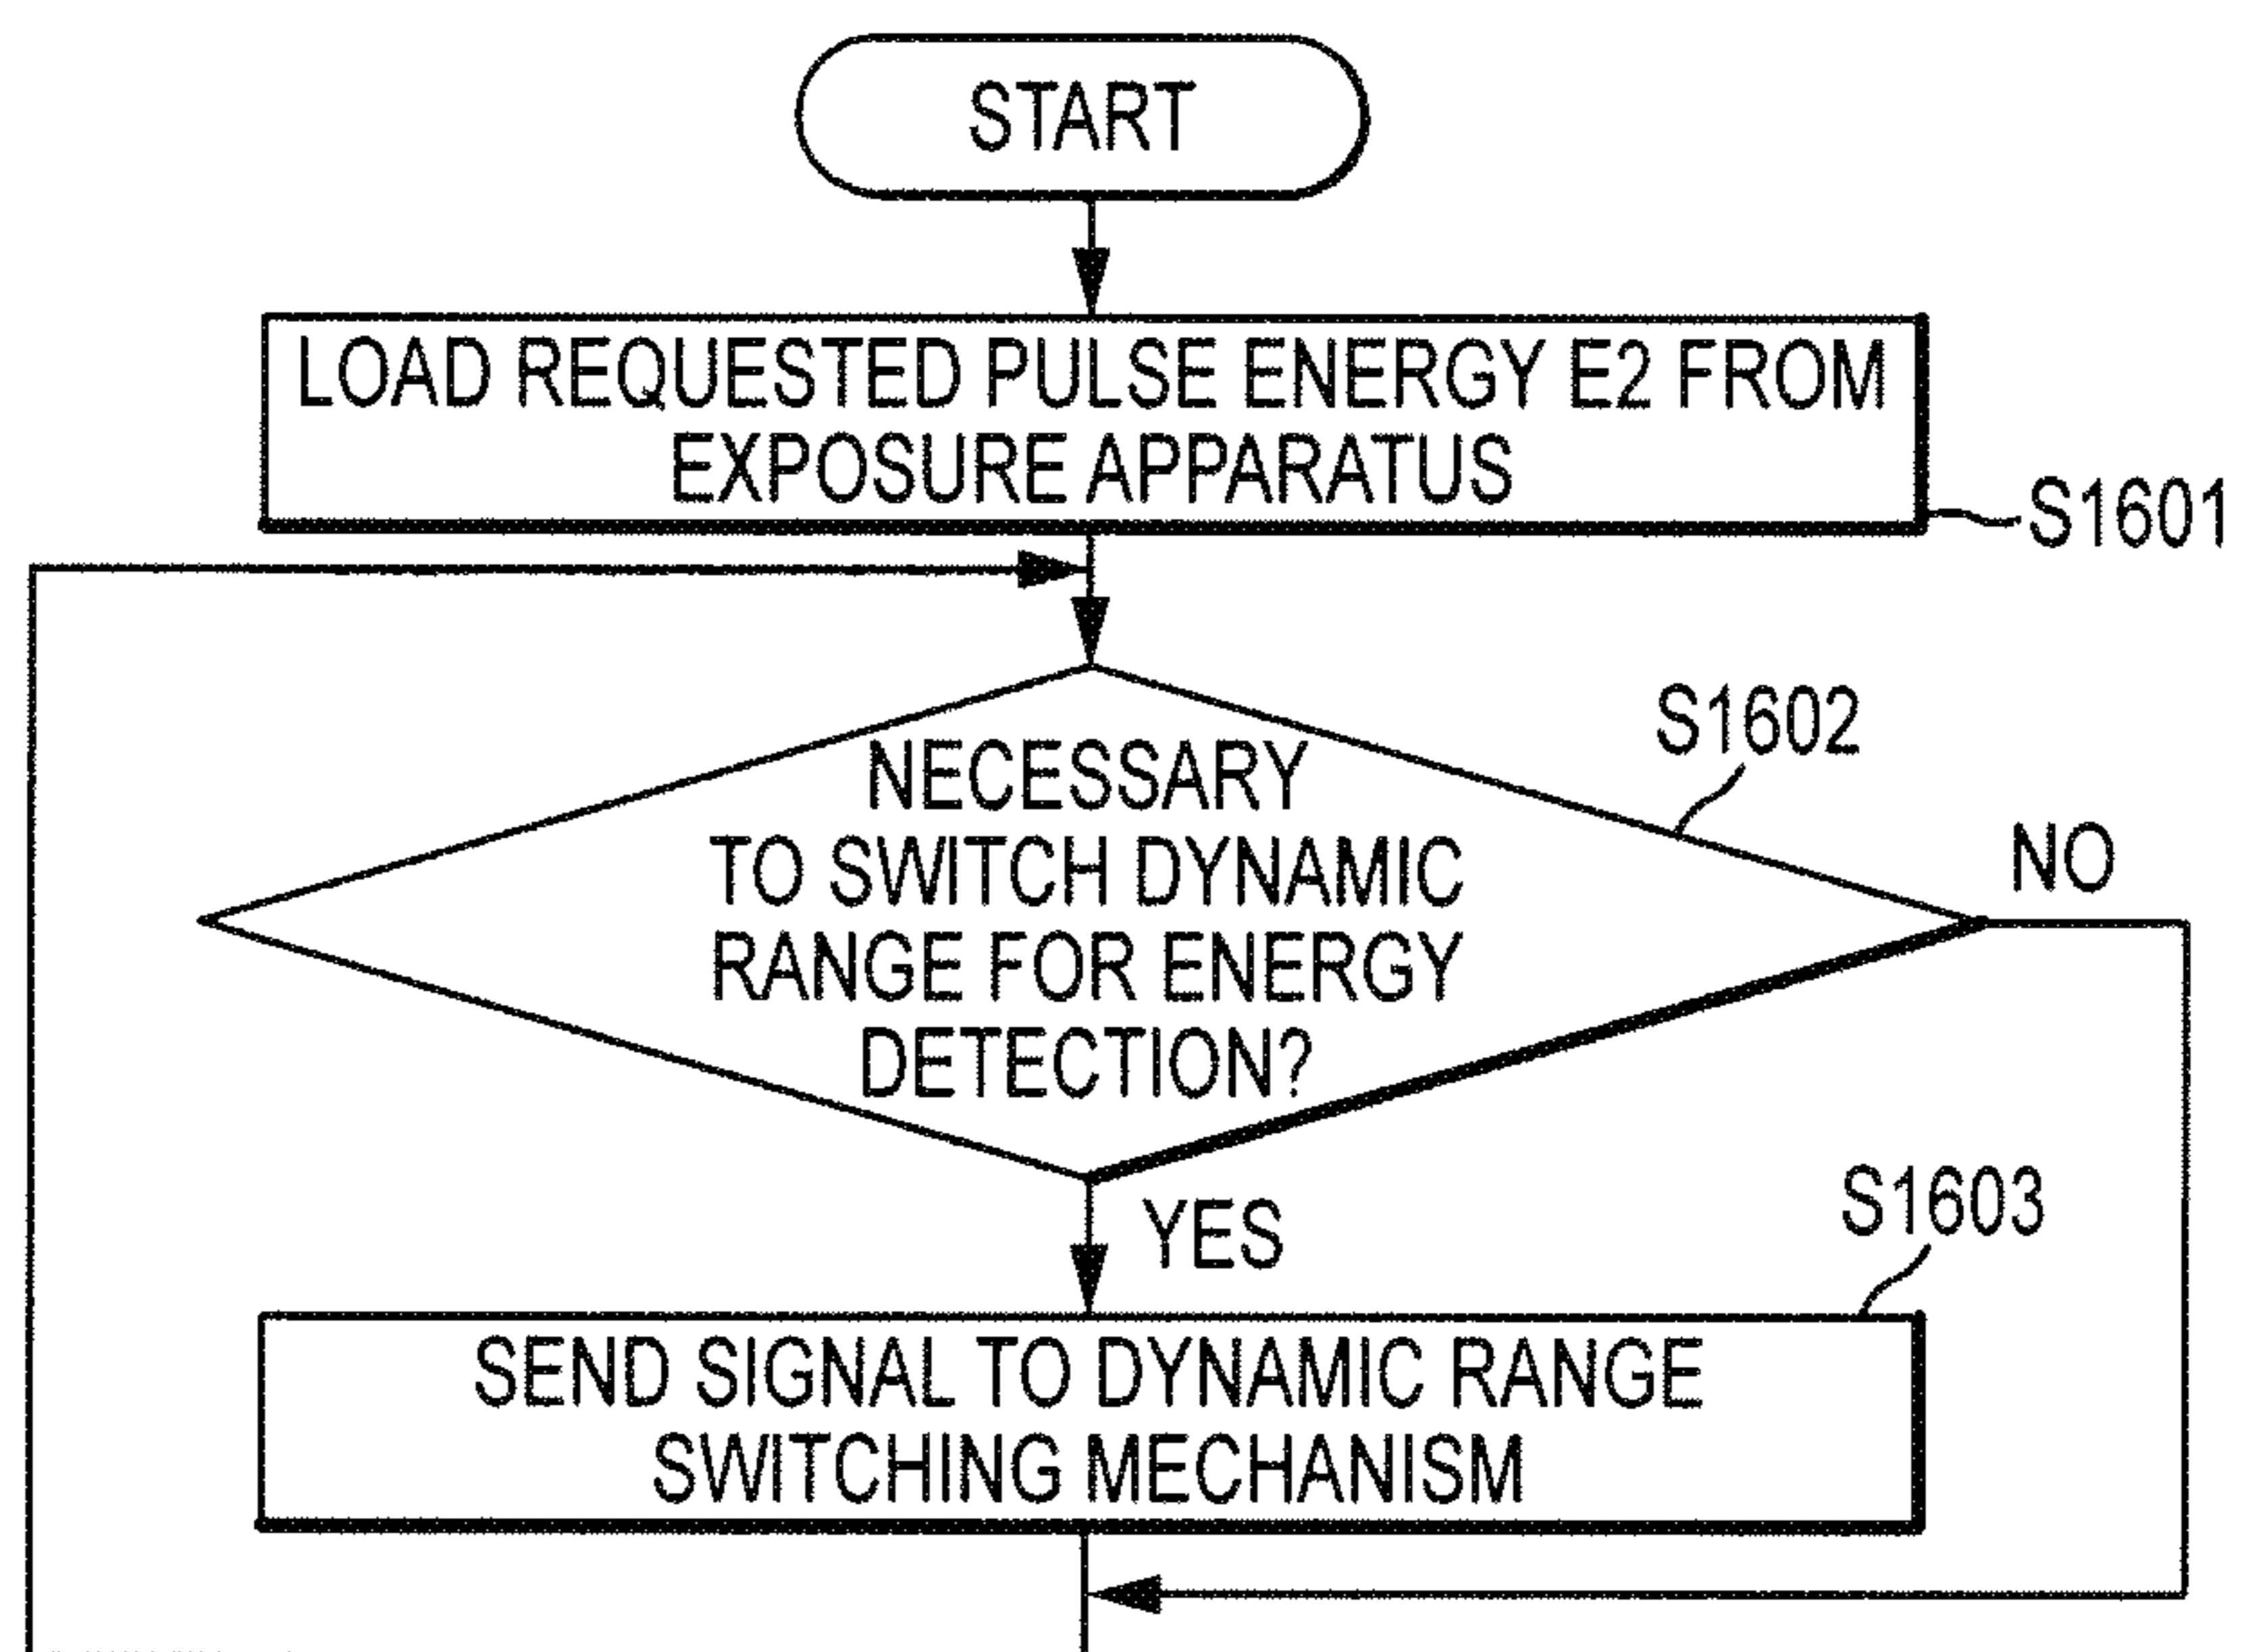 START
LOAD REQUESTED PULSE ENERGY E2 FROM
EXPOSURE APPARATUS
S1601
S1602
NECESSARY
TO SWITCH DYNAMIC
RANGE FOR ENERGY
DETECTION?
NO
YES
S1603
SEND SIGNAL TO DYNAMIC RANGE
SWITCHING MECHANISM